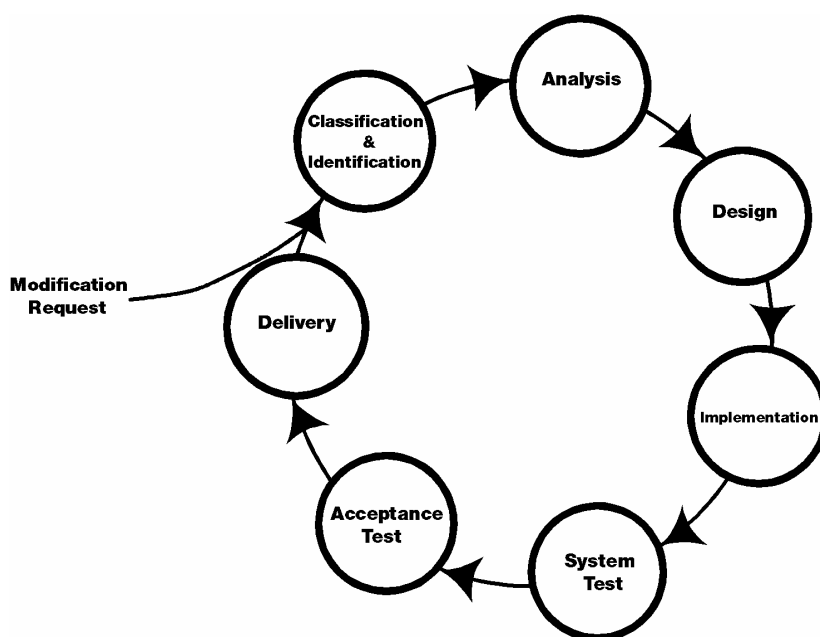 Analysis
Classification
&
Identification
Design
Modification
Request
Delivery
Implementation
Acceptance
Test
System
Test